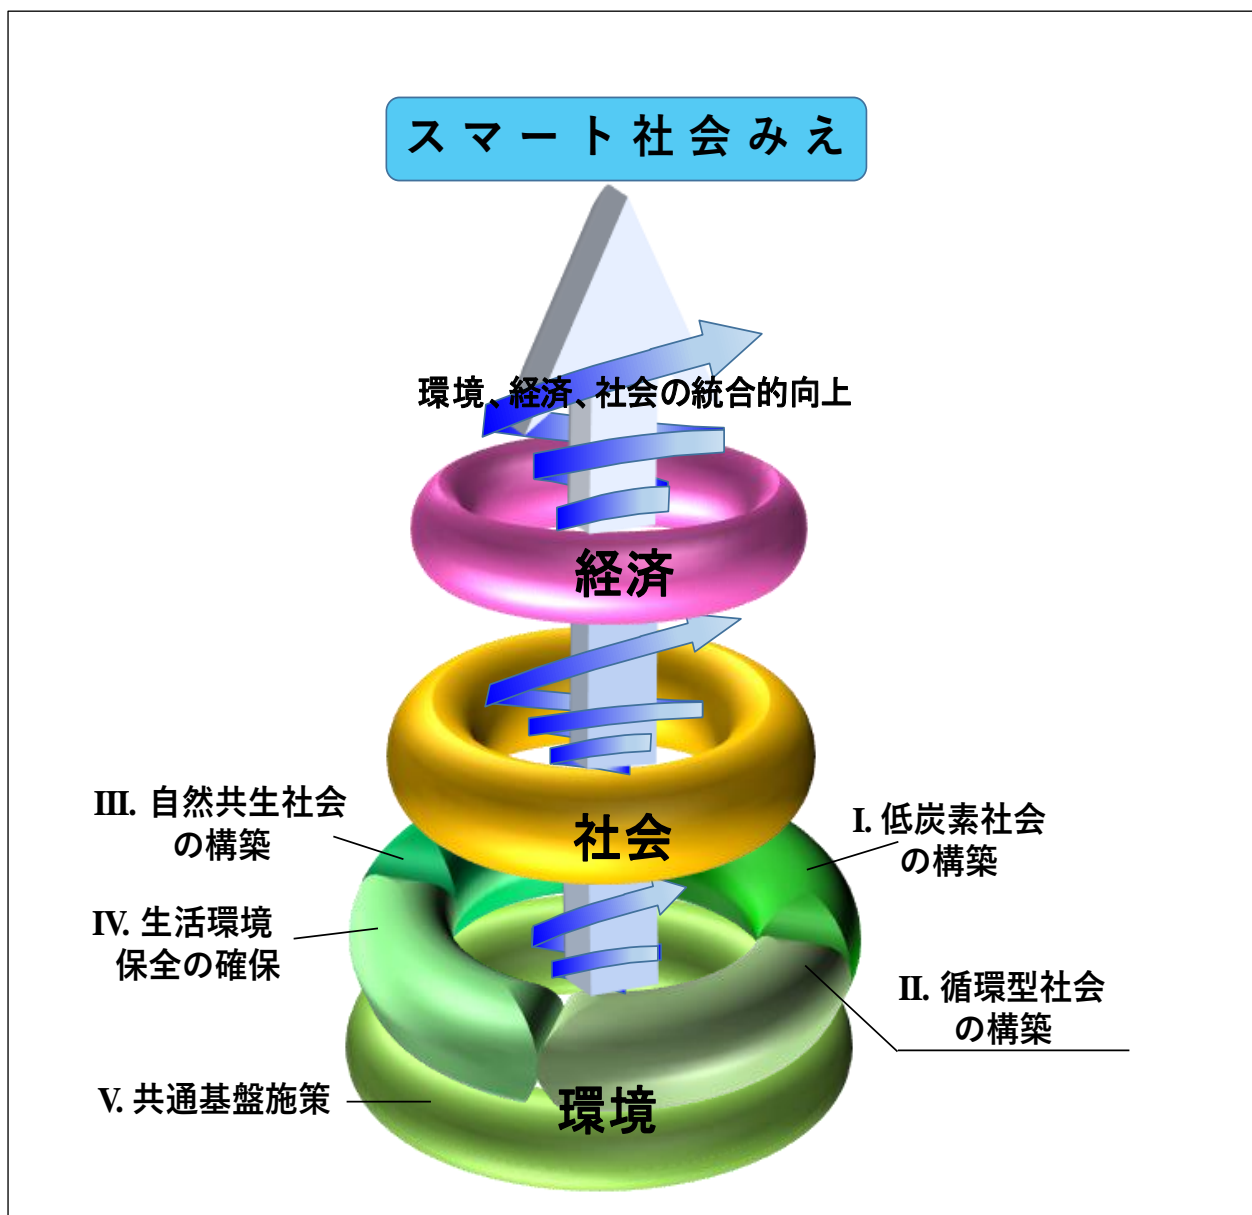 スマート社会みえ
環境、経済、社会の統合的向上
経済
社会
III. 自然共生社会
の構築
I. 低炭素社会
の構築
IV. 生活環境
保全の確保
II. 循環型社会
の構築
V. 共通基盤施策
環境